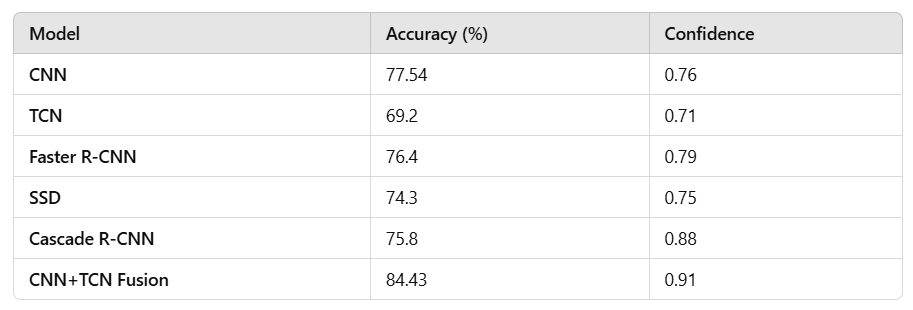 Model Accuracy (%) Confidence
CNN 77.54 0.76
TCN 69.2 0.71
Faster R-CNN 76.4 0.79
SSD 74.3 0.75
Cascade R-CNN 75.8 0.88
CNN+TCN Fusion 84.43 0.91